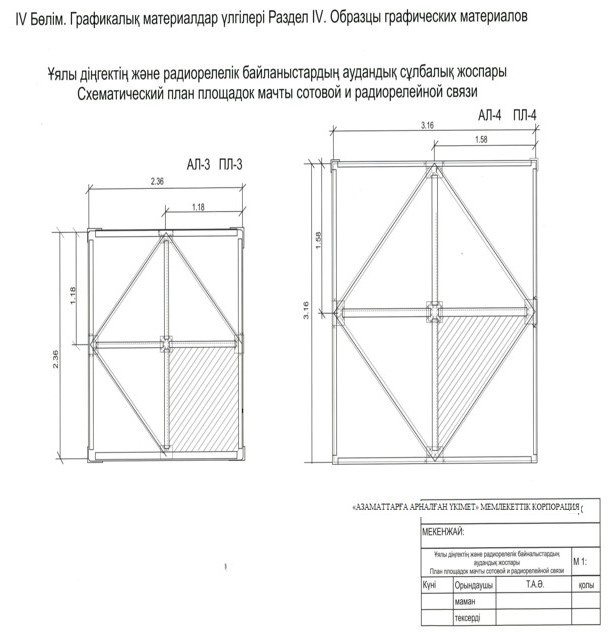 IV Бөлім. Графикалық материалдар үлгілері Раздел IV. Образцы графических материалов
Ұялы діңгектің және радиорелелік байланыстардың аудандық сұлбалық жоспары
Схематический план площадок мачты сотовой и радиорелейной связи
АЛ-4 ПЛ-4
3.16
1.58
АЛ-3 ПЛ-3
2.36
1.18
1.58
3.16
1.18
2.36
«АЗАМАТТАРҒА АРНАЛҒАН ҮКІМЕТ» МЕМЛЕКЕТТІК КОРПОРАЦИЯ
МЕКЕНЖАЙ:
Ұялы діңгектің және радиорелелік байналыстардың
аудандық жоспары
План площадок мачты сотовой и радиорелейной связи
М 1:
Күні Орындаушы Т.А.Ә. қолы
маман
тексерді